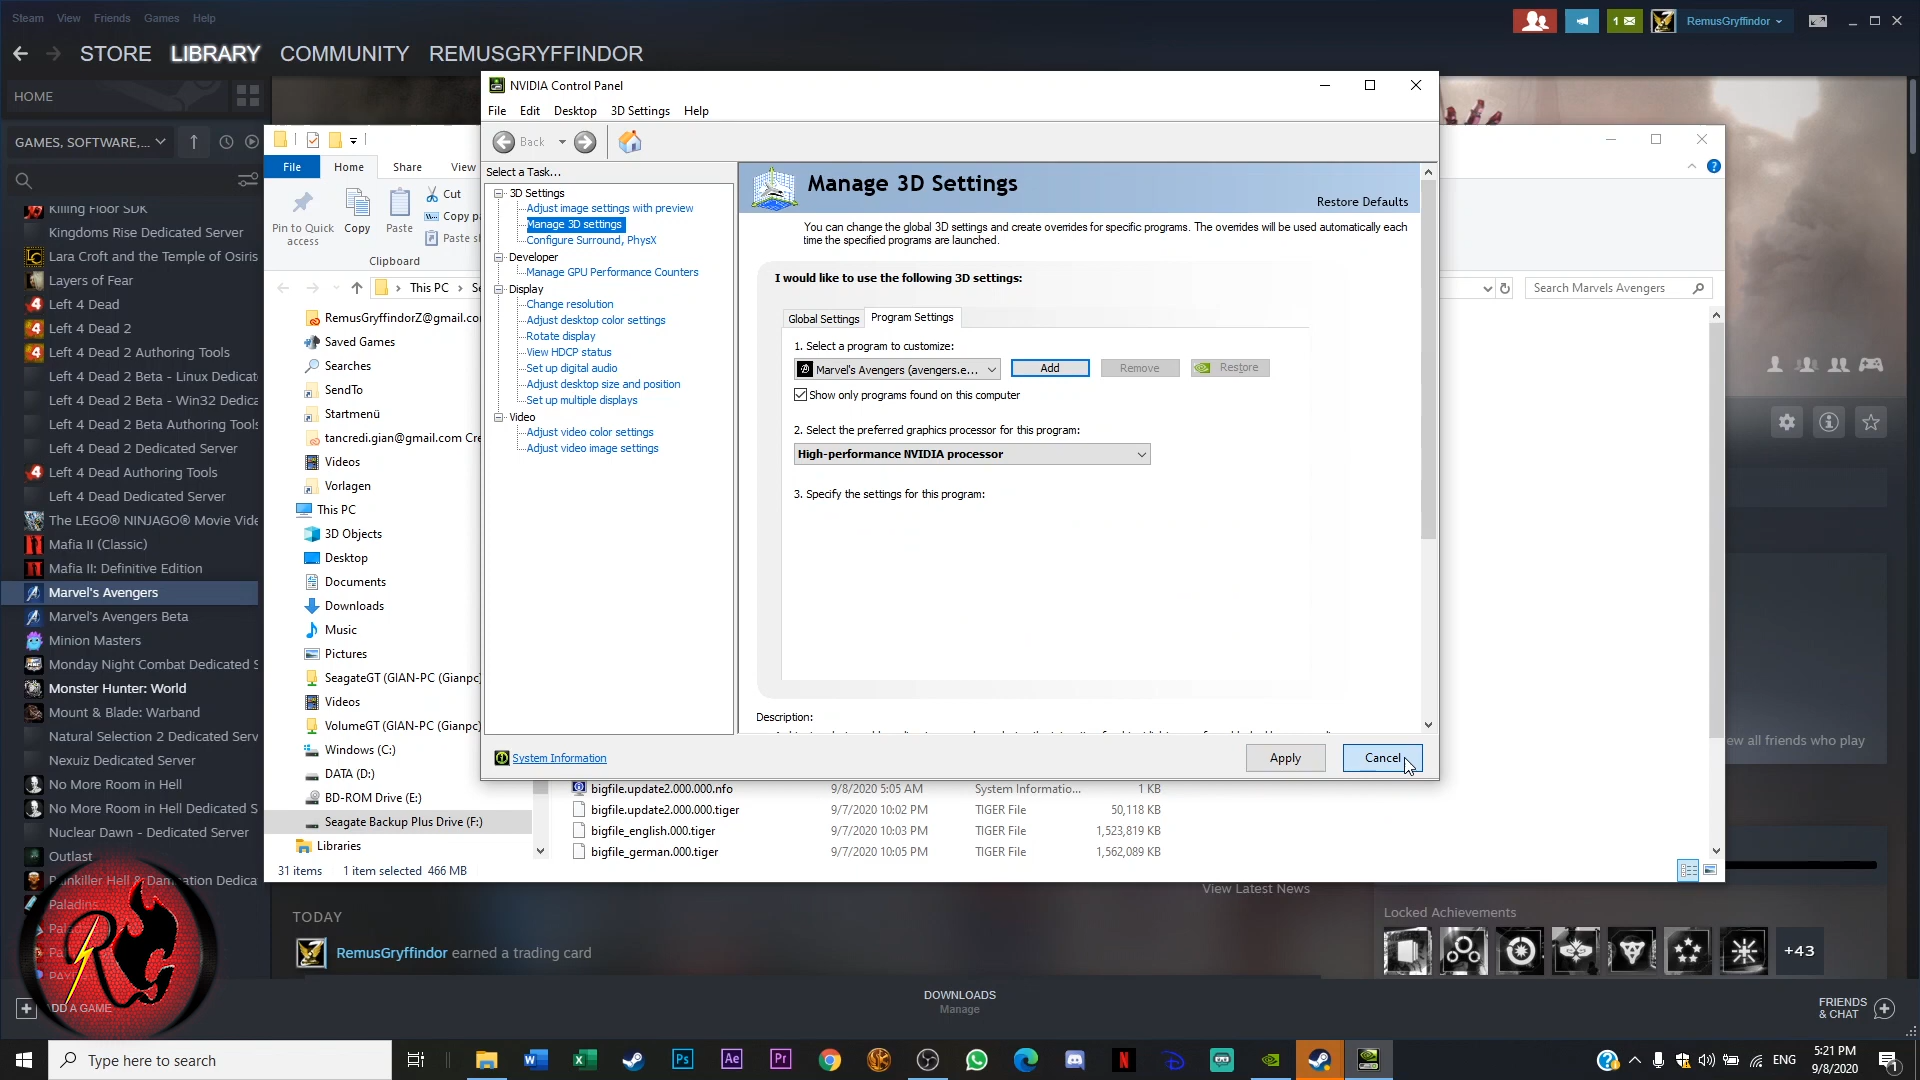 Steam View Friends Games Help
1
RemusGryffindor
STORE LIBRARY COMMUNITY REMUSGRYFFINDOR
HOME
GAMES, SOFTWARE,...
Killing Floor SDK
Kingdoms Rise Dedicated Server
Lara Croft and the Temple of Osiris
Layers of Fear
Left 4 Dead
Left 4 Dead 2
Left 4 Dead 2 Authoring Tools
Left 4 Dead 2 Beta - Linux Dedicat
Left 4 Dead 2 Beta - Win32 Dedica
Left 4 Dead 2 Beta Authoring Tools
Left 4 Dead 2 Dedicated Server
Left 4 Dead Authoring Tools
Left 4 Dead Dedicated Server
The LEGO® NINJAGO® Movie Vide
Mafia II (Classic)
Mafia II: Definitive Edition
Marvel's Avengers
Marvel's Avengers Beta
Minion Masters
Monday Night Combat Dedicated S
Monster Hunter: World
Mount & Blade: Warband
Natural Selection 2 Dedicated Serv
Nexuiz Dedicated Server
No More Room in Hell
No More Room in Hell Dedicated S
Nuclear Dawn - Dedicated Server
Outlast
Painkiller Hell & Damnation Dedica
Paladins
RG
DD A GAME
File Home Share View
Pin to Quick access
Copy
Paste
Cut
Copy p
Paste sh
Clipboard
This PC
Search Marvels Avengers
RemusGryffindorZ@gmail.co
Saved Games
Searches
SendTo
Startmenü
tancredi.gian@gmail.com Cre
Videos
Vorlagen
This PC
3D Objects
Desktop
Documents
Downloads
Music
Pictures
SeagateGT (GIAN-PC (Gianpc)
Videos
VolumeGT (GIAN-PC (Gianpc)
Windows (C:)
DATA (D:)
BD-ROM Drive (E:)
Seagate Backup Plus Drive (F:)
Libraries
31 items 1 item selected 466 MB
NVIDIA Control Panel
File Edit Desktop 3D Settings Help
Back
Select a Task...
3D Settings
Adjust image settings with preview
Manage 3D settings
Configure Surround, PhysX
Developer
Manage GPU Performance Counters
Display
Change resolution
Adjust desktop color settings
Rotate display
View HDCP status
Set up digital audio
Adjust desktop size and position
Set up multiple displays
Video
Adjust video color settings
Adjust video image settings
System Information
Manage 3D Settings
Restore Defaults
You can change the global 3D settings and create overrides for specific programs. The overrides will be used automatically each
time the specified programs are launched.
I would like to use the following 3D settings:
Global Settings Program Settings
1. Select a program to customize:
Marvel's Avengers (avengers.e... Add Remove Restore
Show only programs found on this computer
2. Select the preferred graphics processor for this program:
High-performance NVIDIA processor
3. Specify the settings for this program:
Description:
Apply Cancel
bigfile.update2.000.000.nfo 9/8/2020 5:05 AM System Informatio... 1 KB
bigfile.update2.000.000.tiger 9/7/2020 10:02 PM TIGER File 50,118 KB
bigfile_english.000.tiger 9/7/2020 10:03 PM TIGER File 1,523,819 KB
bigfile_german.000.tiger 9/7/2020 10:05 PM TIGER File 1,562,089 KB
ew all friends who play
View Latest News
TODAY
RemusGryffindor earned a trading card
Locked Achievements
+43
DOWNLOADS
Manage
FRIENDS
& CHAT
Type here to search
W
X
Ps
Ae
Pr
N
ENG
5:21 PM
9/8/2020
1